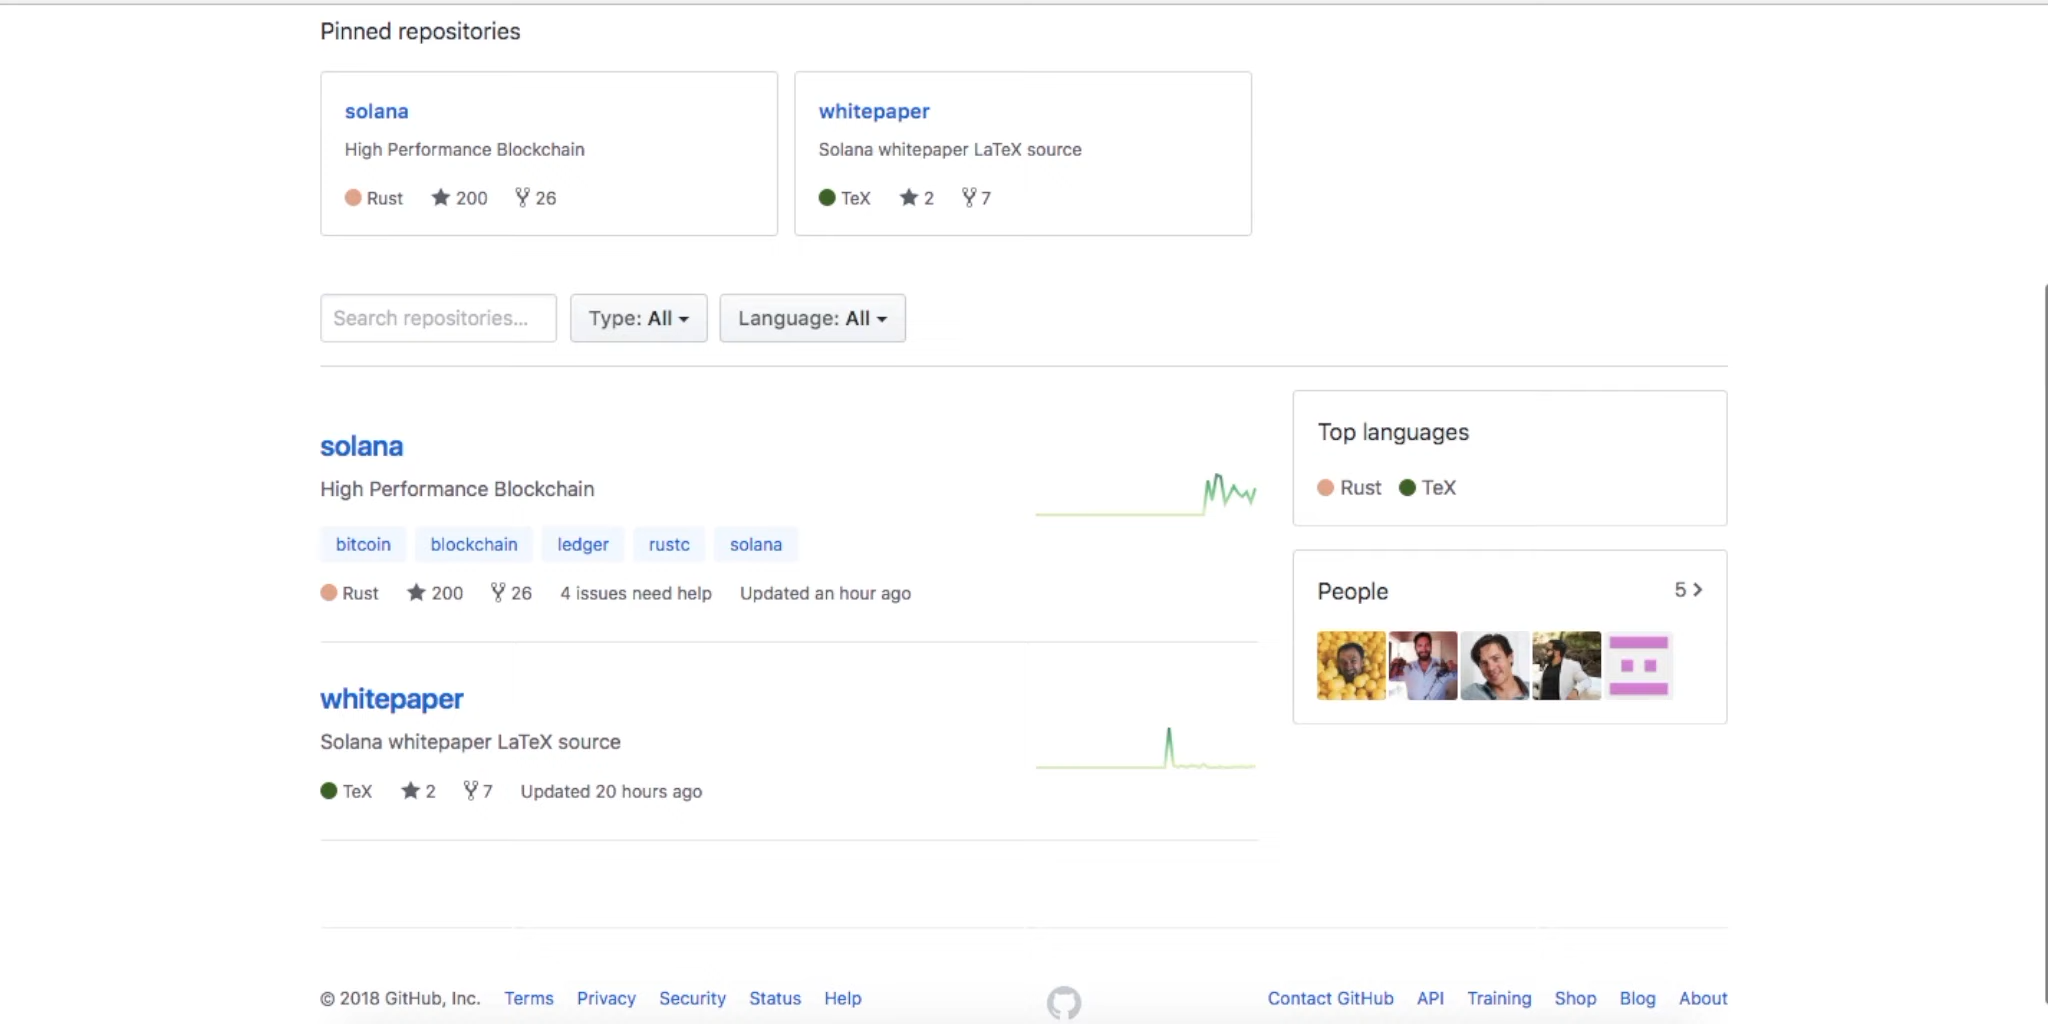 Pinned repositories
solana
High Performance Blockchain
Rust 200 26
whitepaper
Solana whitepaper LaTeX source
TeX 2 7
Search repositories...
Type: All
Language: All
solana
High Performance Blockchain
bitcoin blockchain ledger rustc solana
Rust 200 26 4 issues need help Updated an hour ago
whitepaper
Solana whitepaper LaTeX source
TeX 2 7 Updated 20 hours ago
Top languages
Rust TeX
People 5
© 2018 GitHub, Inc. Terms Privacy Security Status Help
Contact GitHub API Training Shop Blog About